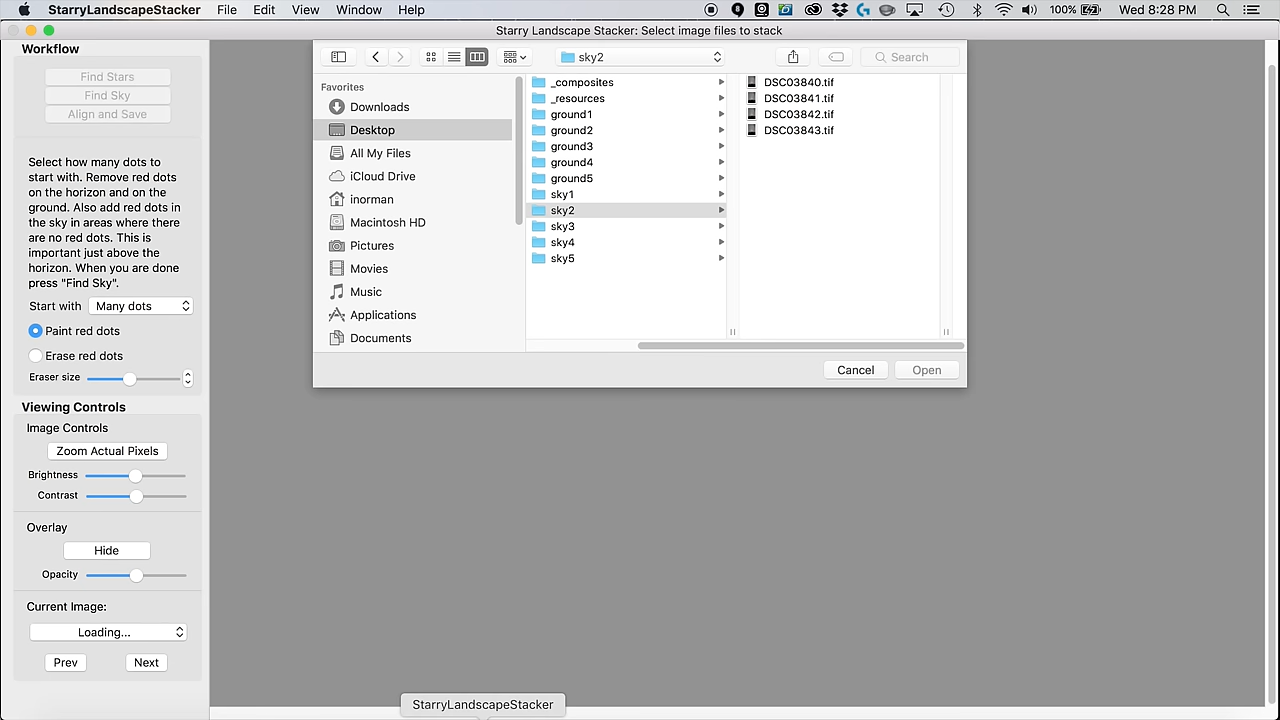 StarryLandscapeStacker File Edit View Window Help 100% Wed 8:28 PM
Starry Landscape Stacker: Select image files to stack
Workflow
Find Stars
Find Sky
Align and Save
Select how many dots to
start with. Remove red dots
on the horizon and on the
ground. Also add red dots in
the sky in areas where there
are no red dots. This is
important just above the
horizon. When you are done
press "Find Sky".
Start with Many dots
Paint red dots
Erase red dots
Eraser size
Viewing Controls
Image Controls
Zoom Actual Pixels
Brightness
Contrast
Overlay
Hide
Opacity
Current Image:
Loading...
Prev Next
sky2
Search
Favorites
Downloads
Desktop
All My Files
iCloud Drive
inorman
Macintosh HD
Pictures
Movies
Music
Applications
Documents
_composites
_resources
ground1
ground2
ground3
ground4
ground5
sky1
sky2
sky3
sky4
sky5
DSC03840.tif
DSC03841.tif
DSC03842.tif
DSC03843.tif
Cancel Open
StarryLandscapeStacker